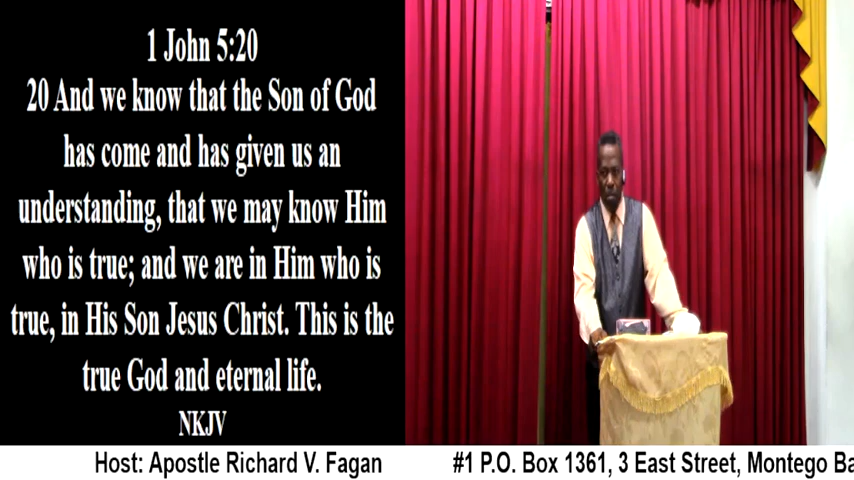 1 John 5:20
20 And we know that the Son of God
has come and has given us an
understanding, that we may know Him
who is true; and we are in Him who is
true, in His Son Jesus Christ. This is the
true God and eternal life.
NKJV
Host: Apostle Richard V. Fagan #1 P.O. Box 1361, 3 East Street, Montego Ba